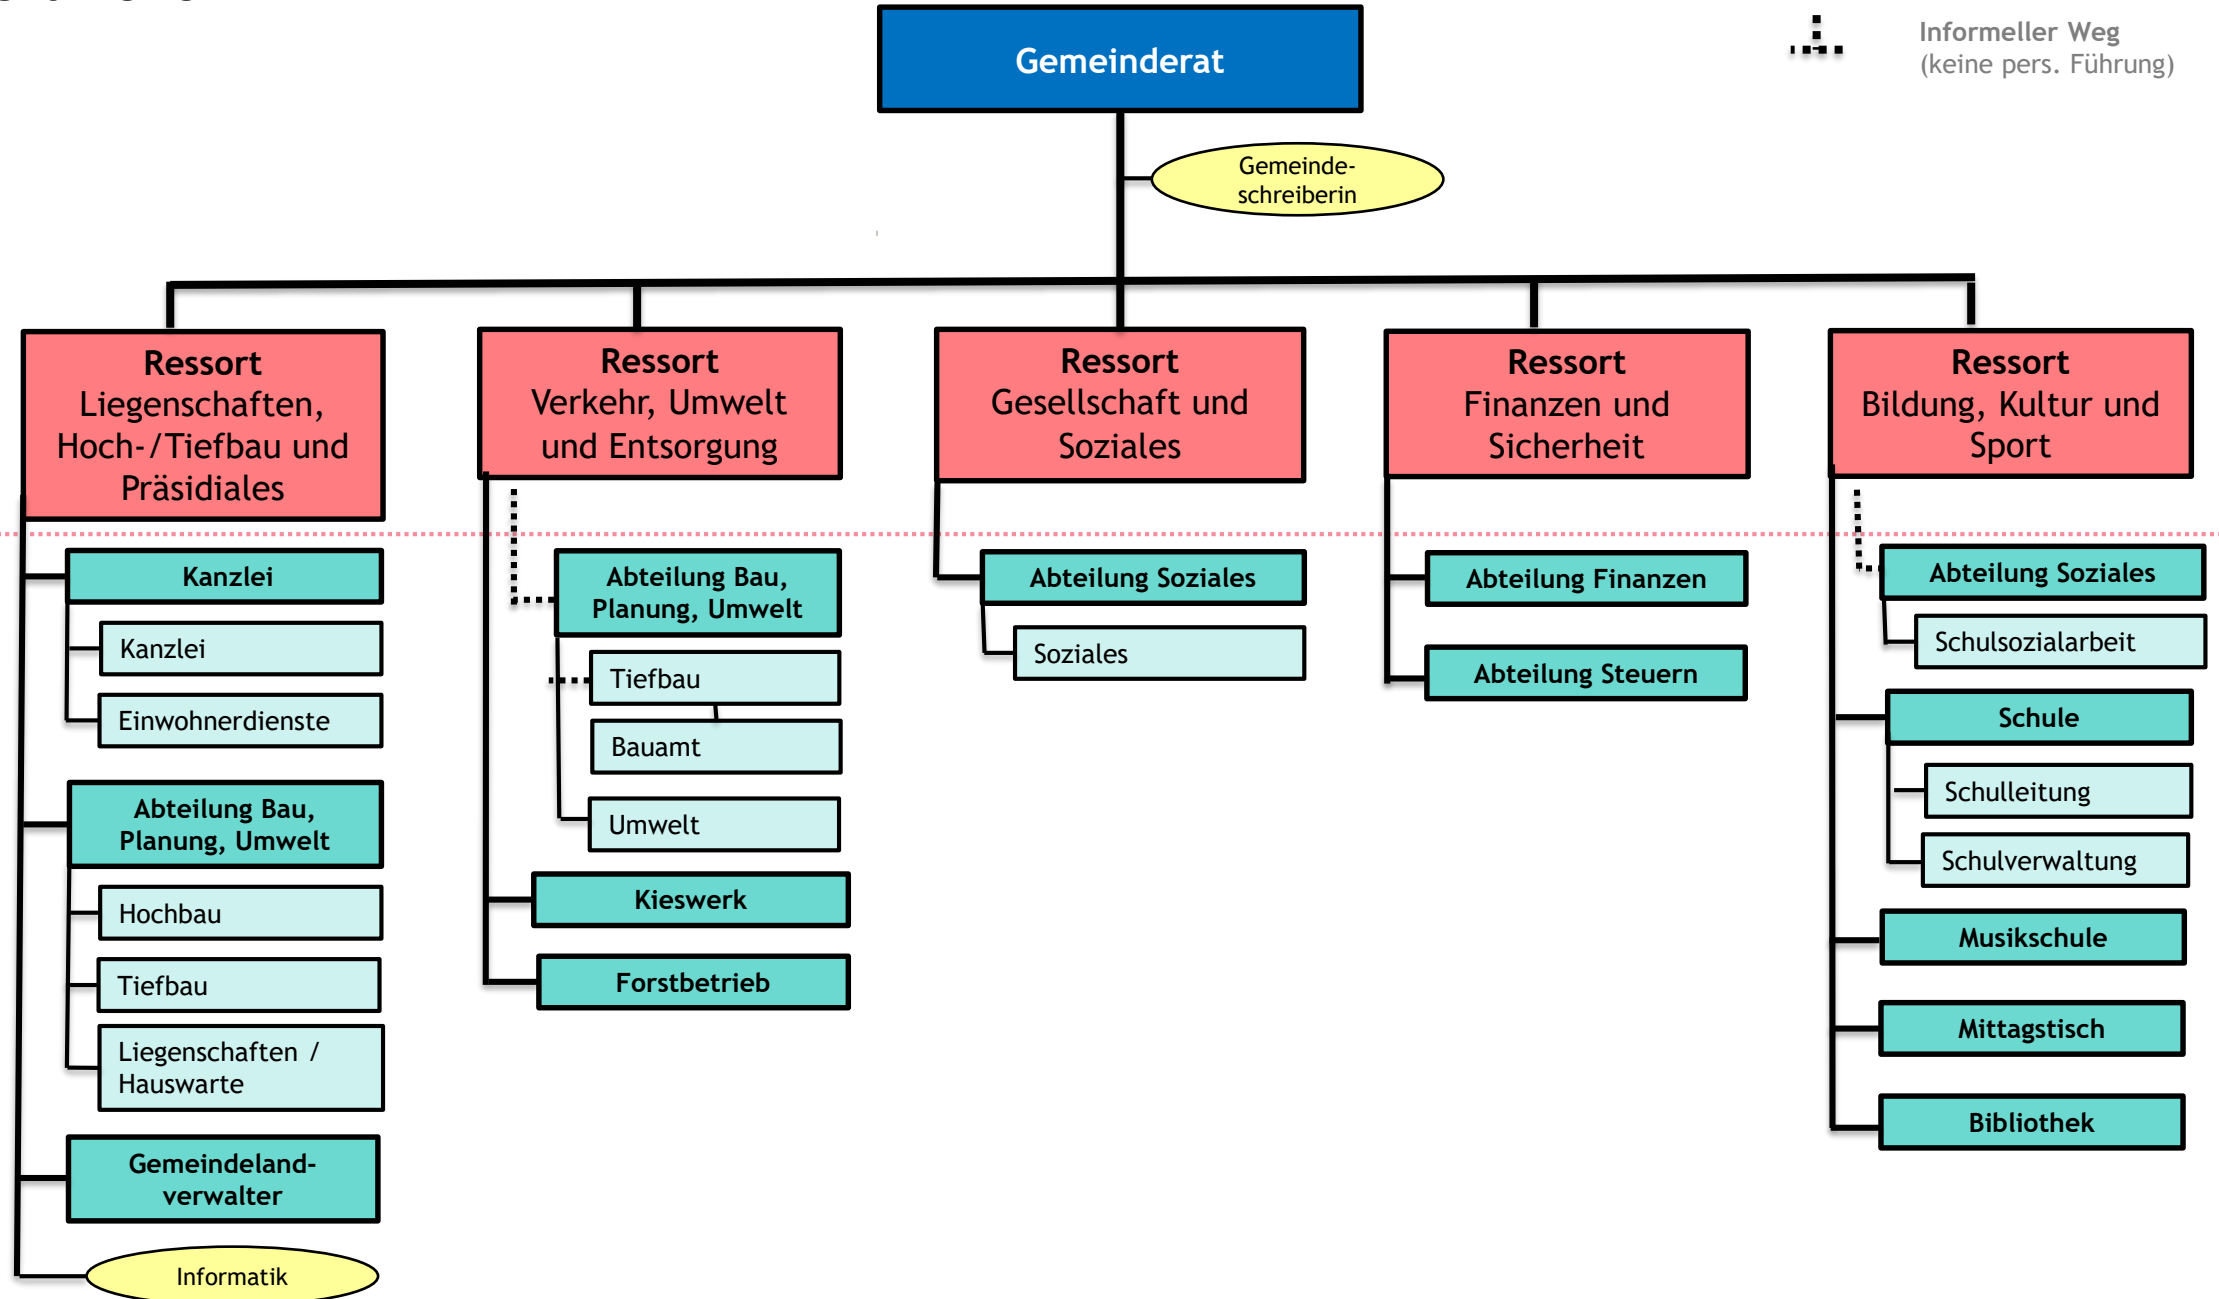 Gemeinderat
Informeller Weg
(keine pers. Führung)
Gemeinde-
schreiberin
Ressort
Liegenschaften,
Hoch-/Tiefbau und
Präsidiales
Kanzlei
Kanzlei
Einwohnerdienste
Abteilung Bau,
Planung, Umwelt
Hochbau
Tiefbau
Liegenschaften /
Hauswarte
Gemeindeland-
verwalter
Informatik
Ressort
Verkehr, Umwelt
und Entsorgung
Abteilung Bau,
Planung, Umwelt
Tiefbau
Bauamt
Umwelt
Kieswerk
Forstbetrieb
Ressort
Gesellschaft und
Soziales
Abteilung Soziales
Soziales
Ressort
Finanzen und
Sicherheit
Abteilung Finanzen
Abteilung Steuern
Ressort
Bildung, Kultur und
Sport
Abteilung Soziales
Schulsozialarbeit
Schule
Schulleitung
Schulverwaltung
Musikschule
Mittagstisch
Bibliothek